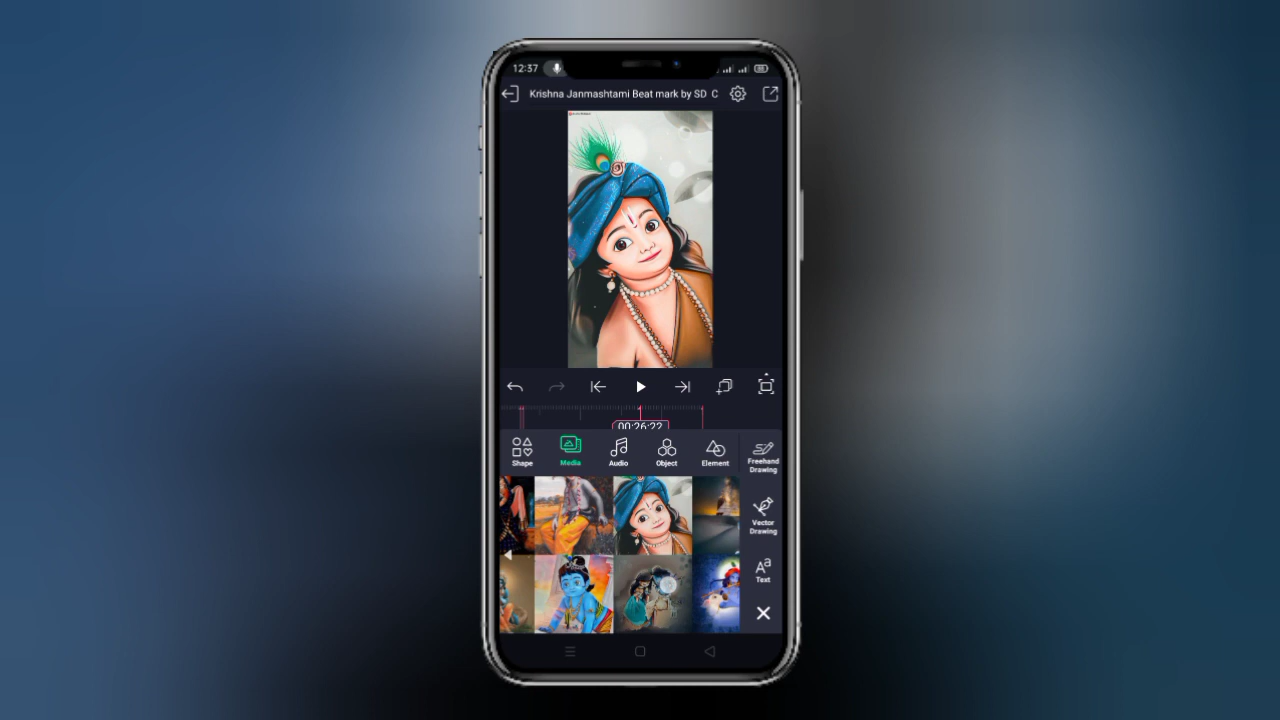 12:37
Krishna Janmashtami Beat mark by SD C
00:26:22
Shape
Media
Audio
Object
Element
Freehand
Drawing
Vector
Drawing
Aa
Text